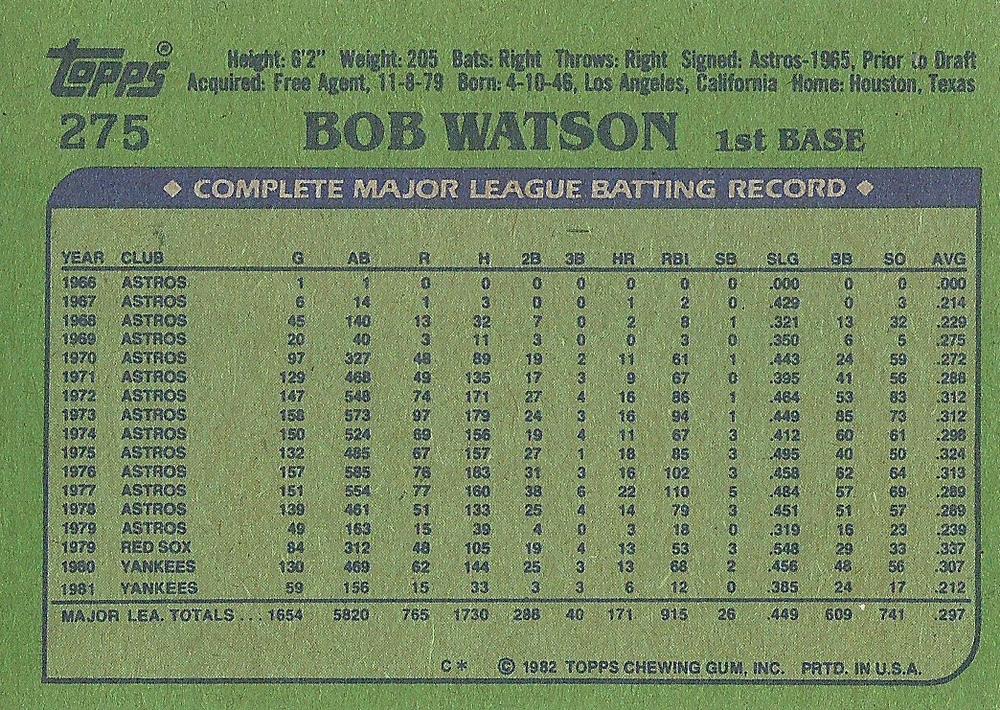 Topps®
Height: 6'2" Weight: 205 Bats: Right Throws: Right Signed: Astros-1965, Prior to Draft
Acquired: Free Agent, 11-8-79 Born: 4-10-46, Los Angeles, California Home: Houston, Texas
275 BOB WATSON 1st BASE
◆ COMPLETE MAJOR LEAGUE BATTING RECORD ◆
YEAR CLUB G AB R H 2B 3B HR RBI SB SLG BB SO AVG
1966 ASTROS 1 1 0 0 0 0 0 0 0 .000 0 0 .000
1967 ASTROS 6 14 1 3 0 0 1 2 0 .429 0 3 .214
1968 ASTROS 45 140 13 32 7 0 2 8 1 .321 13 32 .229
1969 ASTROS 20 40 3 11 3 0 0 3 0 .350 6 5 .275
1970 ASTROS 97 327 48 89 19 2 11 61 1 .443 24 59 .272
1971 ASTROS 129 468 49 135 17 3 9 67 0 .395 41 56 .288
1972 ASTROS 147 548 74 171 27 4 16 86 1 .464 53 83 .312
1973 ASTROS 158 573 97 179 24 3 16 94 1 .449 85 73 .312
1974 ASTROS 150 524 69 156 19 4 11 67 3 .412 60 61 .298
1975 ASTROS 132 485 67 157 27 1 18 85 3 .495 40 50 .324
1976 ASTROS 157 585 76 183 31 3 16 102 3 .458 62 64 .313
1977 ASTROS 151 554 77 160 38 6 22 110 5 .484 57 69 .289
1978 ASTROS 139 461 51 133 25 4 14 79 3 .451 51 57 .289
1979 ASTROS 49 163 15 39 4 0 3 18 0 .319 16 23 .239
1979 RED SOX 84 312 48 105 19 4 13 53 3 .548 29 33 .337
1980 YANKEES 130 469 62 144 25 3 13 68 2 .456 48 56 .307
1981 YANKEES 59 156 15 33 3 3 6 12 0 .385 24 17 .212
MAJOR LEA. TOTALS ... 1654 5820 765 1730 288 40 171 915 26 .449 609 741 .297
C* © 1982 TOPPS CHEWING GUM, INC. PRTD. IN U.S.A.